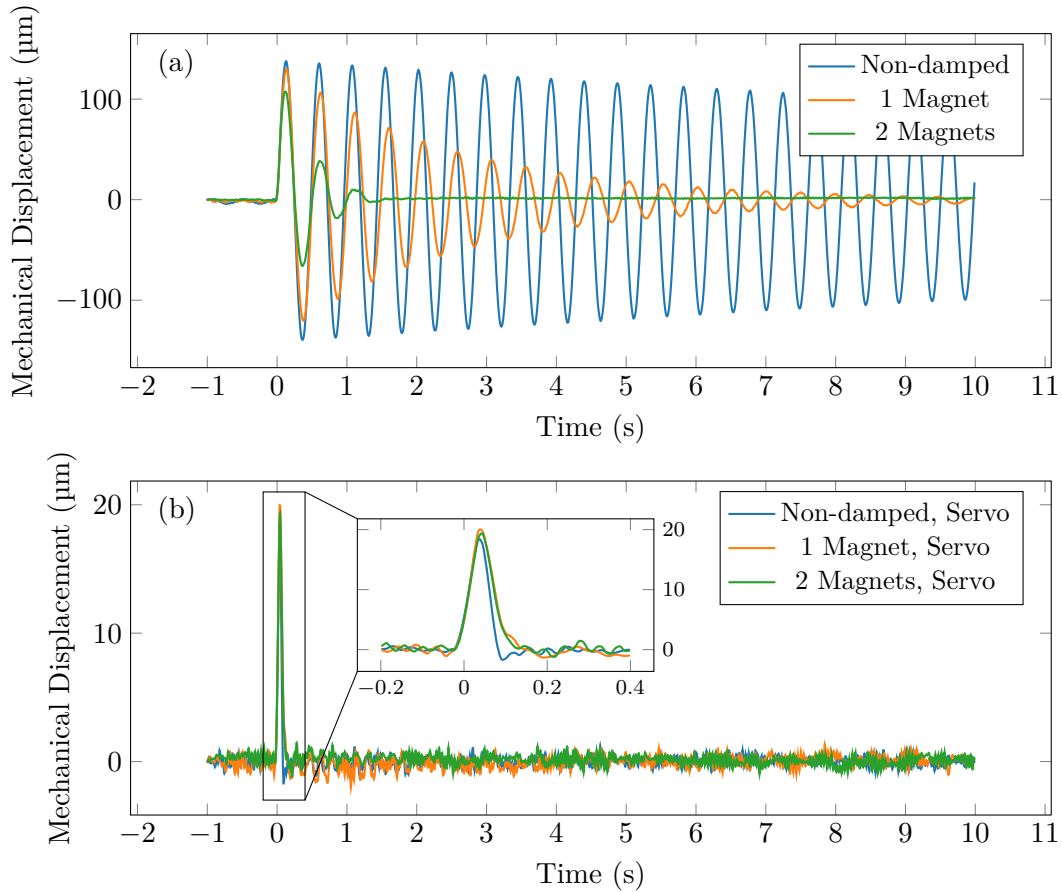 (a)
Mechanical Displacement (µm)
100
0
−100
Non-damped
1 Magnet
2 Magnets
−2 −1 0 1 2 3 4 5 6 7 8 9 10 11
Time (s)
(b)
Mechanical Displacement (µm)
20
10
0
Non-damped, Servo
1 Magnet, Servo
2 Magnets, Servo
20
10
0
−0.2 0 0.2 0.4
−2 −1 0 1 2 3 4 5 6 7 8 9 10 11
Time (s)